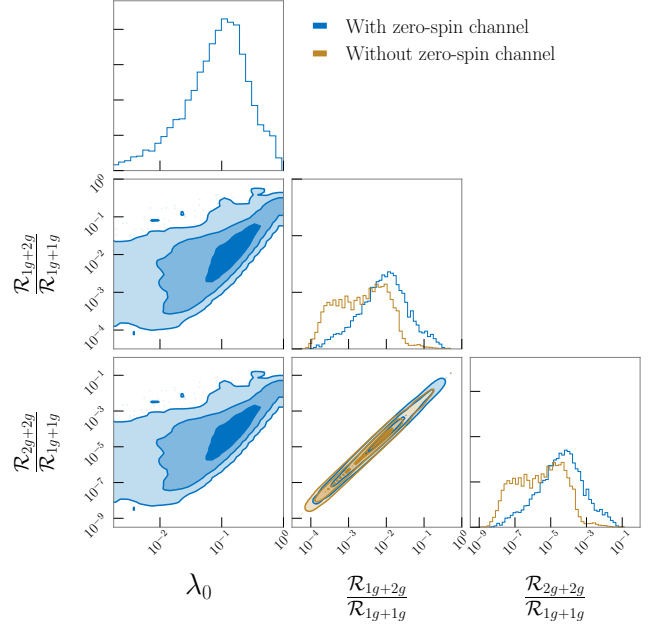 With zero-spin channel
Without zero-spin channel
10^0
10^-1
10^-2
10^-3
10^-4
R_{1g+2g}/R_{1g+1g}
10^-1
10^-3
10^-5
10^-7
10^-9
R_{2g+2g}/R_{1g+1g}
10^-2 10^-1 10^0
10^-4 10^-3 10^-2 10^-1 10^0
10^-9 10^-7 10^-5 10^-3 10^-1
λ_0
R_{1g+2g}/R_{1g+1g}
R_{2g+2g}/R_{1g+1g}